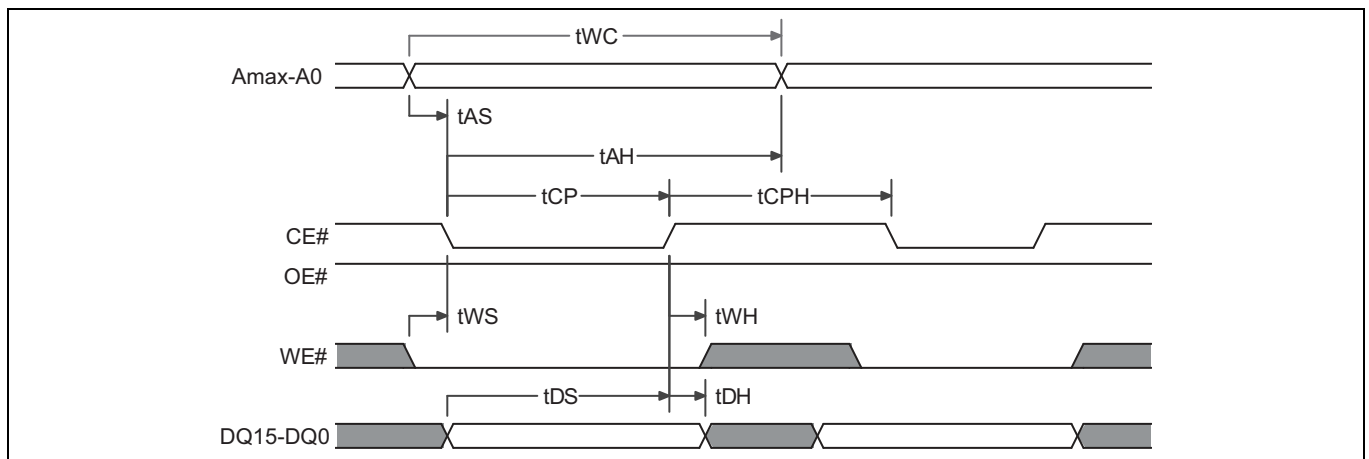 tWC
Amax-A0
tAS
tAH
tCP tCPH
CE#
OE#
tWS tWH
WE#
tDS tDH
DQ15-DQ0